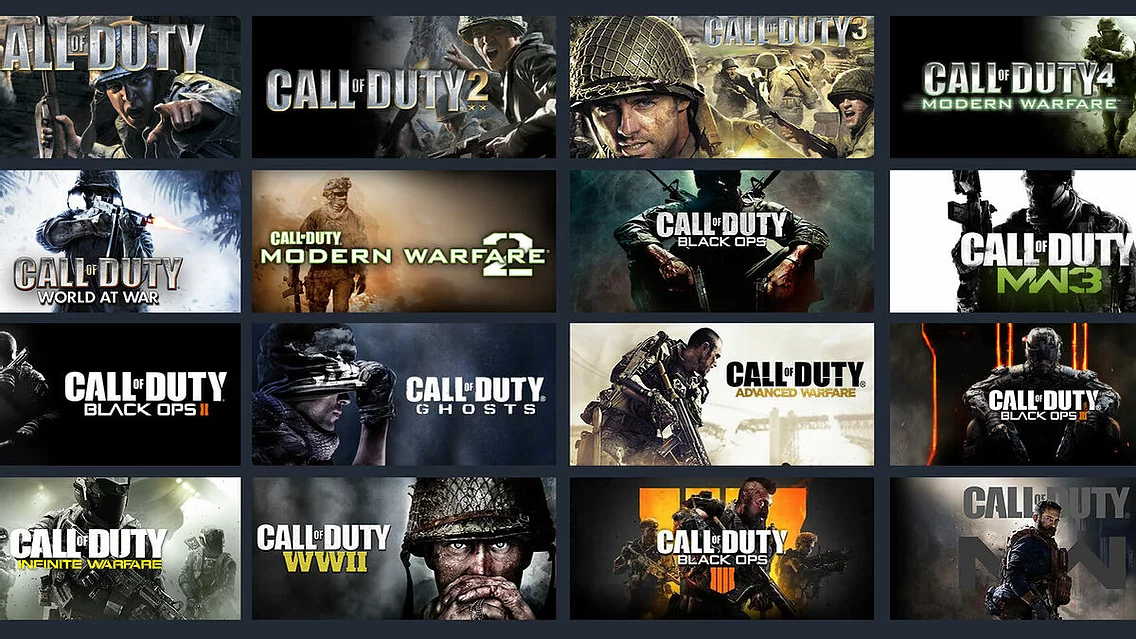 ALL OF DUTY
CALL OF DUTY 2
CALL OF DUTY 3
CALL OF DUTY 4
MODERN WARFARE
CALL OF DUTY
WORLD AT WAR
CALL OF DUTY
MODERN WARFARE 2
CALL OF DUTY
BLACK OPS
CALL OF DUTY
MW3
CALL OF DUTY
BLACK OPS II
CALL OF DUTY®
GHOSTS
CALL OF DUTY®
ADVANCED WARFARE
CALL OF DUTY®
BLACK OPS III
CALL OF DUTY
INFINITE WARFARE
CALL OF DUTY
WWII
CALL OF DUTY
BLACK OPS
IIII
CALL OF DUTY
MW